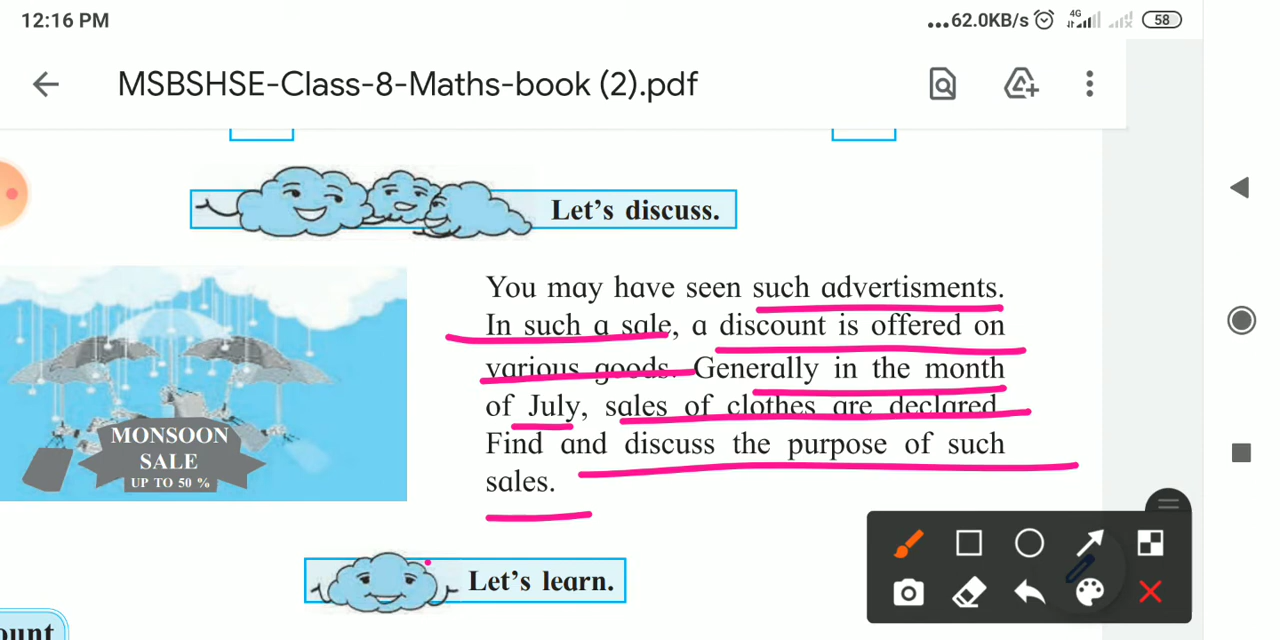 12:16 PM
...62.0KB/s 4G 58
MSBSHSE-Class-8-Maths-book (2).pdf
Let's discuss.
You may have seen such advertisments.
In such a sale, a discount is offered on
various goods. Generally in the month
of July, sales of clothes are declared.
Find and discuss the purpose of such
sales.
MONSOON
SALE
UP TO 50 %
Let's learn.
ount